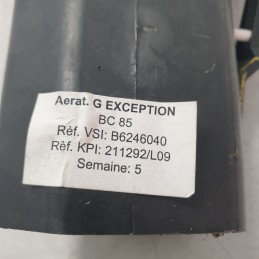 Aerat. G EXCEPTION
BC 85
Réf. VSI: B6246040
Réf. KPI: 211292/L09
Semaine: 5